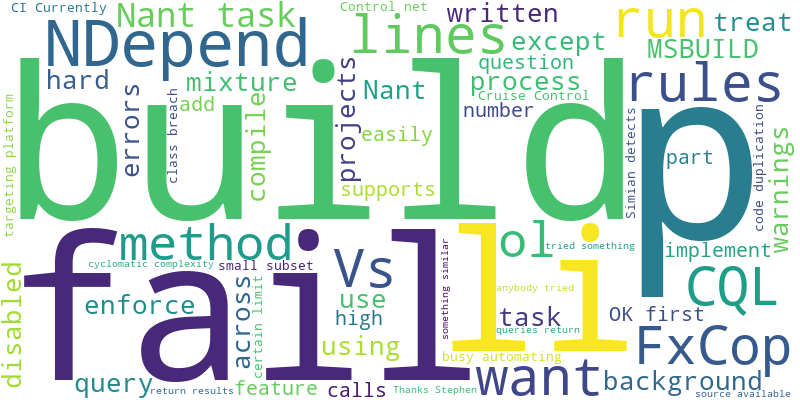 CI Currently
Nant task
Control net
written
run
treat
NDepend
lines
except
MSBUILD
question
hard
mixture
projects
Nant
process
rules
Cruise Control
number
add
errors
class breach
compile
easily
supports
build
p
part
Simian detects
code duplication
warnings
targeting platform
method
fail
li
ol
tried something
implement
cyclomatic complexity
small subset
Vs
something similar
anybody tried
CQL
disabled
enforce
across
certain limit
use
high
task
OK first
queries return
using
busy automating
FxCop
query
return results
feature
calls
Thanks Stephen
want
background
source available